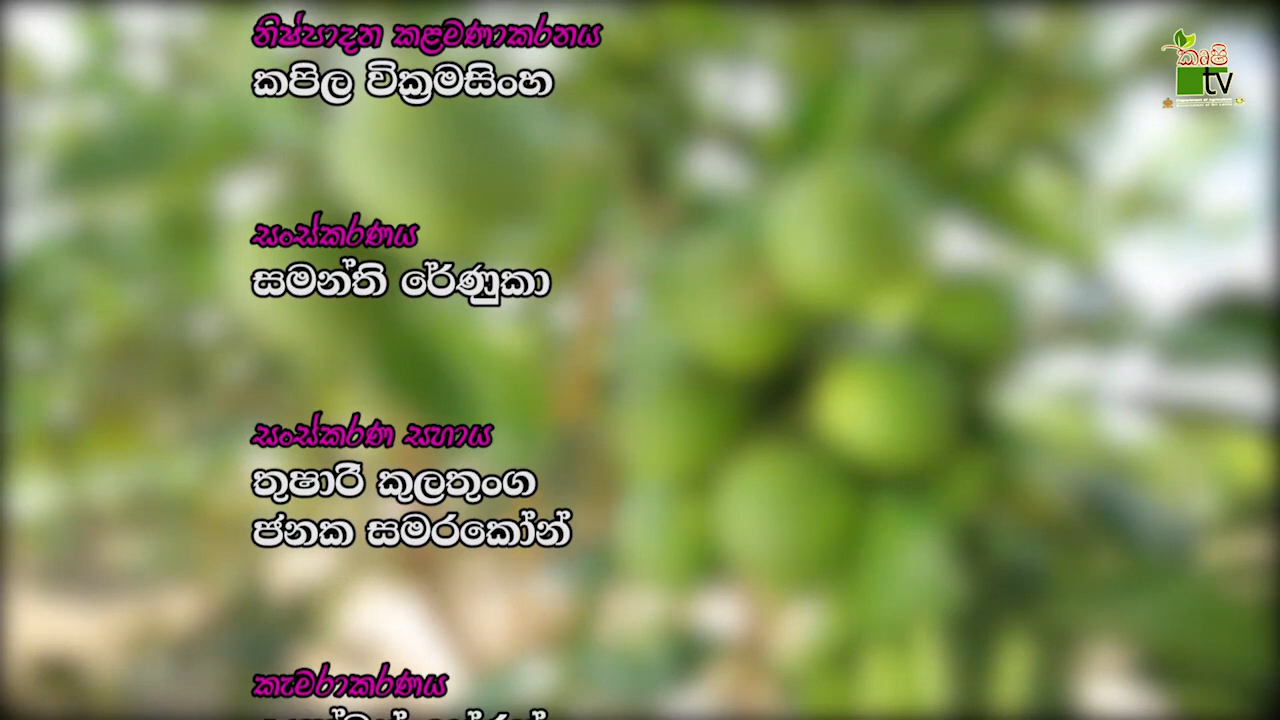 නිෂ්පාදන කළමණාකරනය
කපිල වික්‍රමසිංහ
සංස්කරණය
සමන්ති රේණුකා
සංස්කරණ සහාය
තුෂාරී කුලතුංග
ජනක සමරකෝන්
කැමරාකරණය
කෘෂි
tv